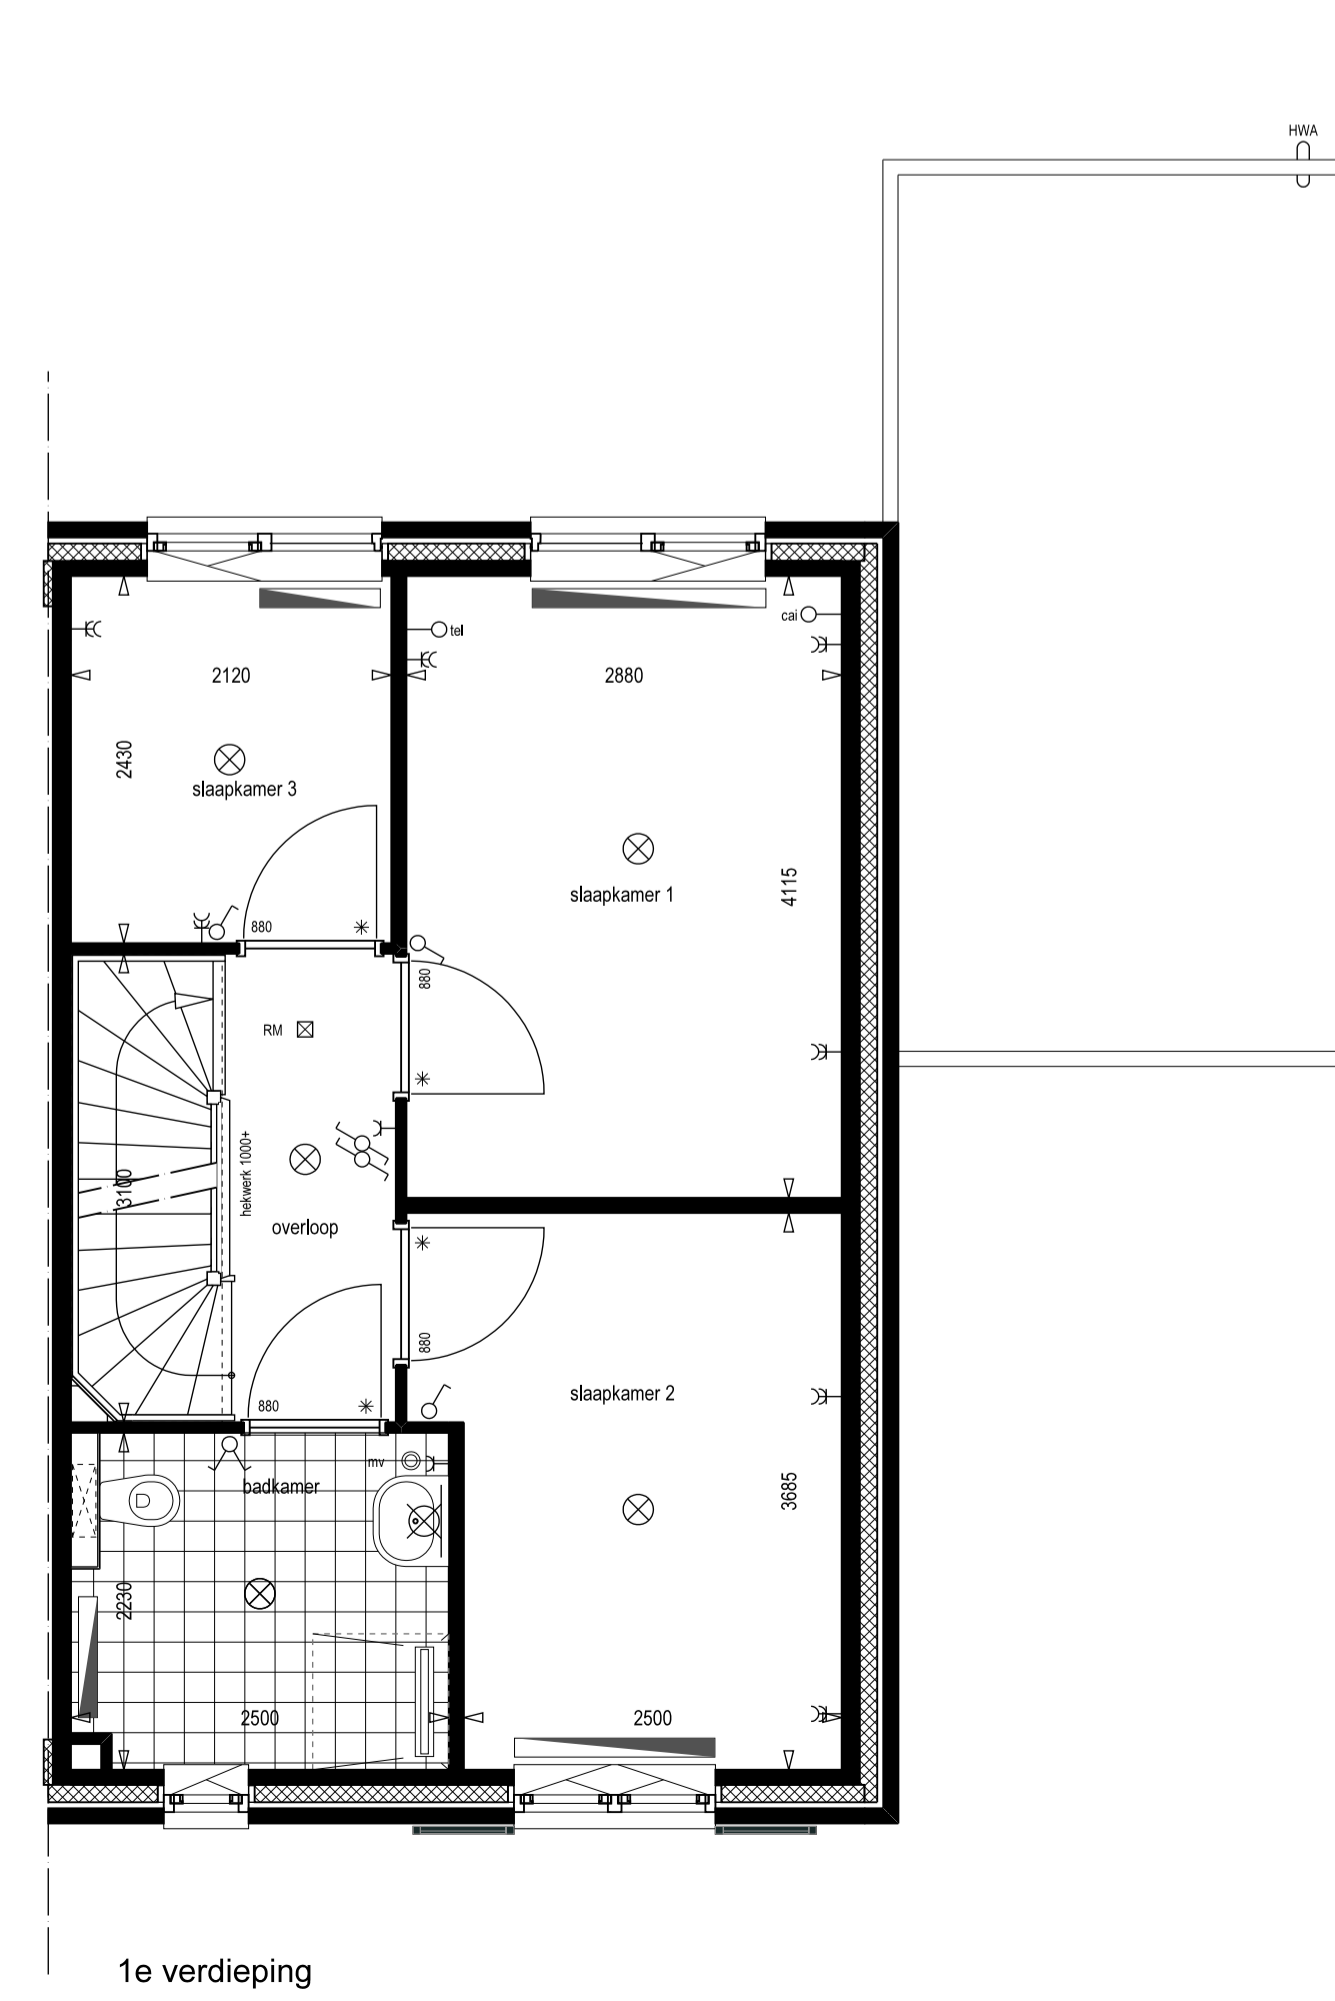 HWA
cai
tel
2120
2880
2430
slaapkamer 3
4115
slaapkamer 1
880
880
RM
3100
hekwerk 1000+
overloop
880
slaapkamer 2
880
mv
badkamer
3685
2230
2500
2500
1e verdieping